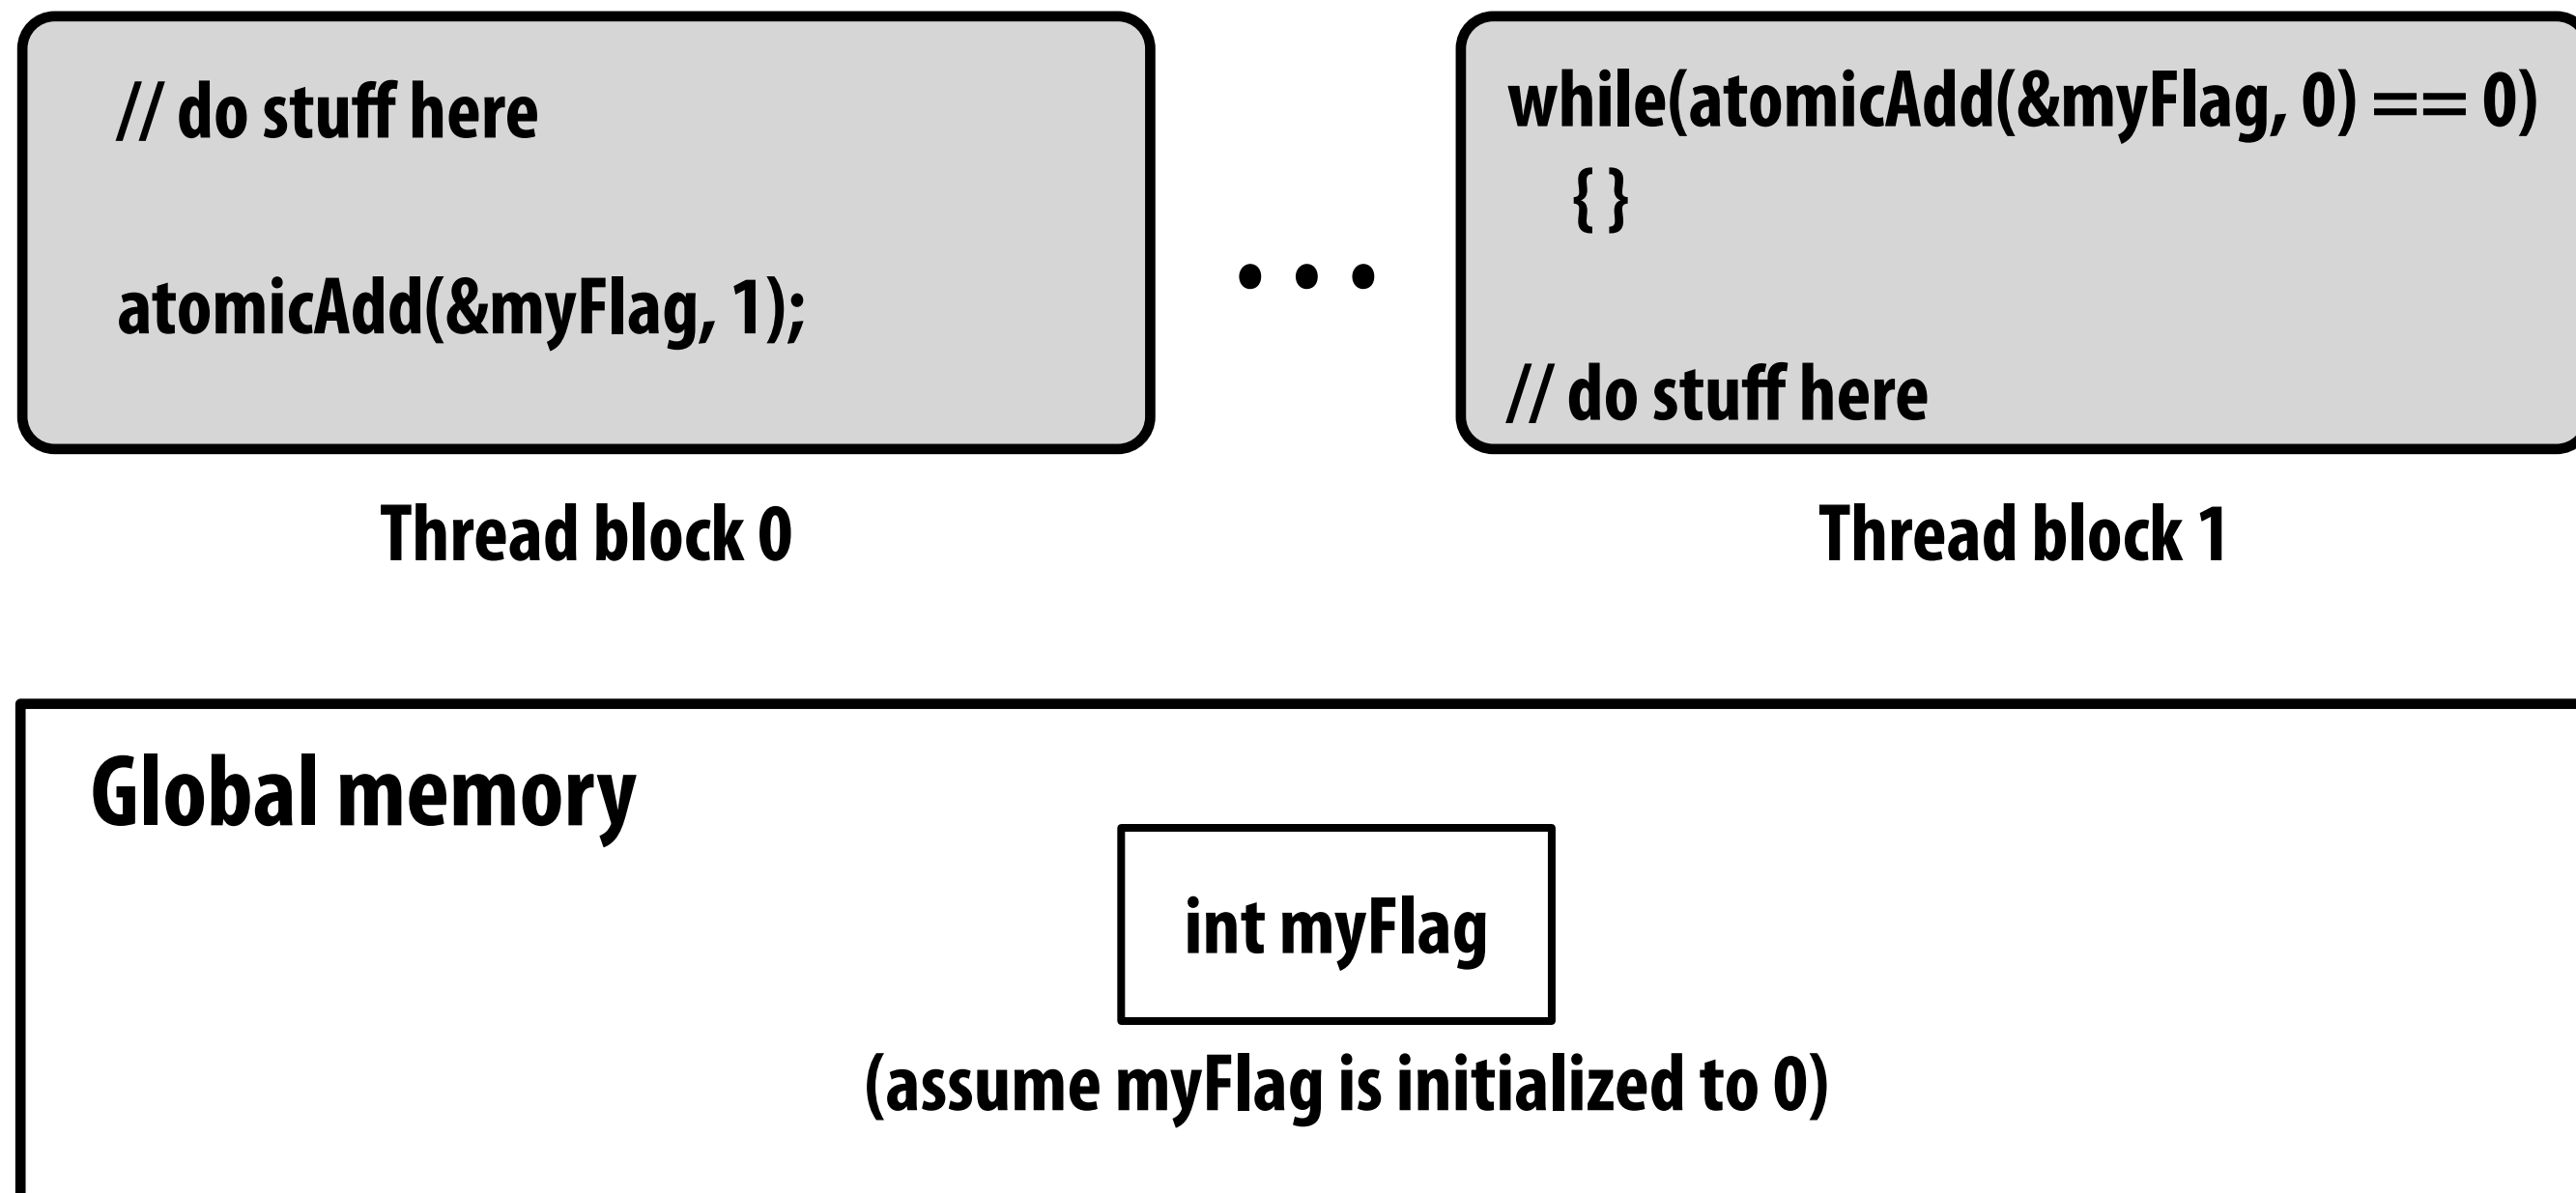 // do stuff here
atomicAdd(&myFlag, 1);
Thread block 0
• • •
while(atomicAdd(&myFlag, 0) == 0)
{ }
// do stuff here
Thread block 1
Global memory
int myFlag
(assume myFlag is initialized to 0)